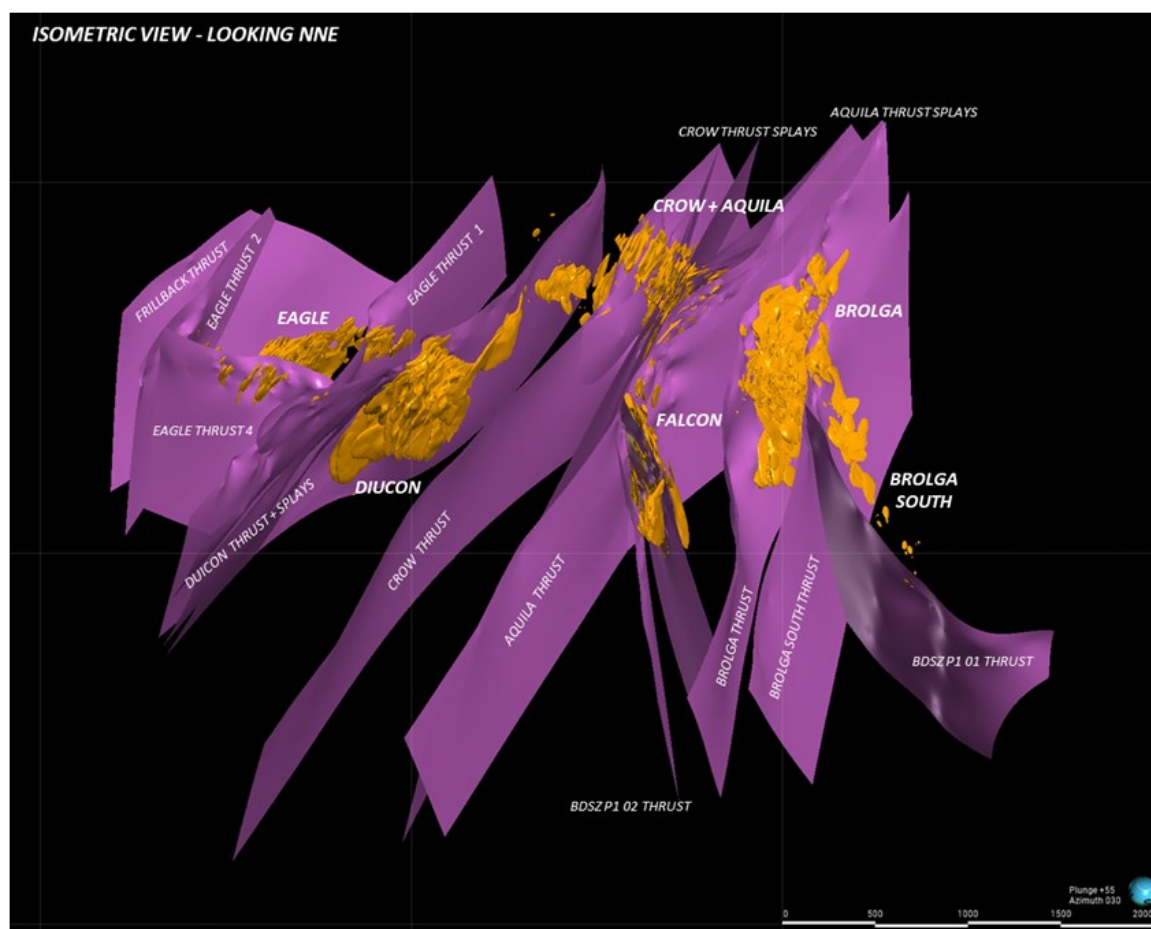 ISOMETRIC VIEW - LOOKING NNE
AQUILA THRUST SPLAYS
CROW THRUST SPLAYS
CROW + AQUILA
FRILLBACK THRUST
EAGLE THRUST 2
EAGLE THRUST 1
EAGLE
BROLGA
EAGLE THRUST 4
FALCON
DIUCON
BROLGA
SOUTH
DUICON THRUST + SPLAYS
CROW THRUST
AQUILA THRUST
BROLGA THRUST
BROLGA SOUTH THRUST
BDSZ P1 01 THRUST
BDSZ P1 02 THRUST
Plunge +55
Azimuth 030
0 500 1000 1500 2000